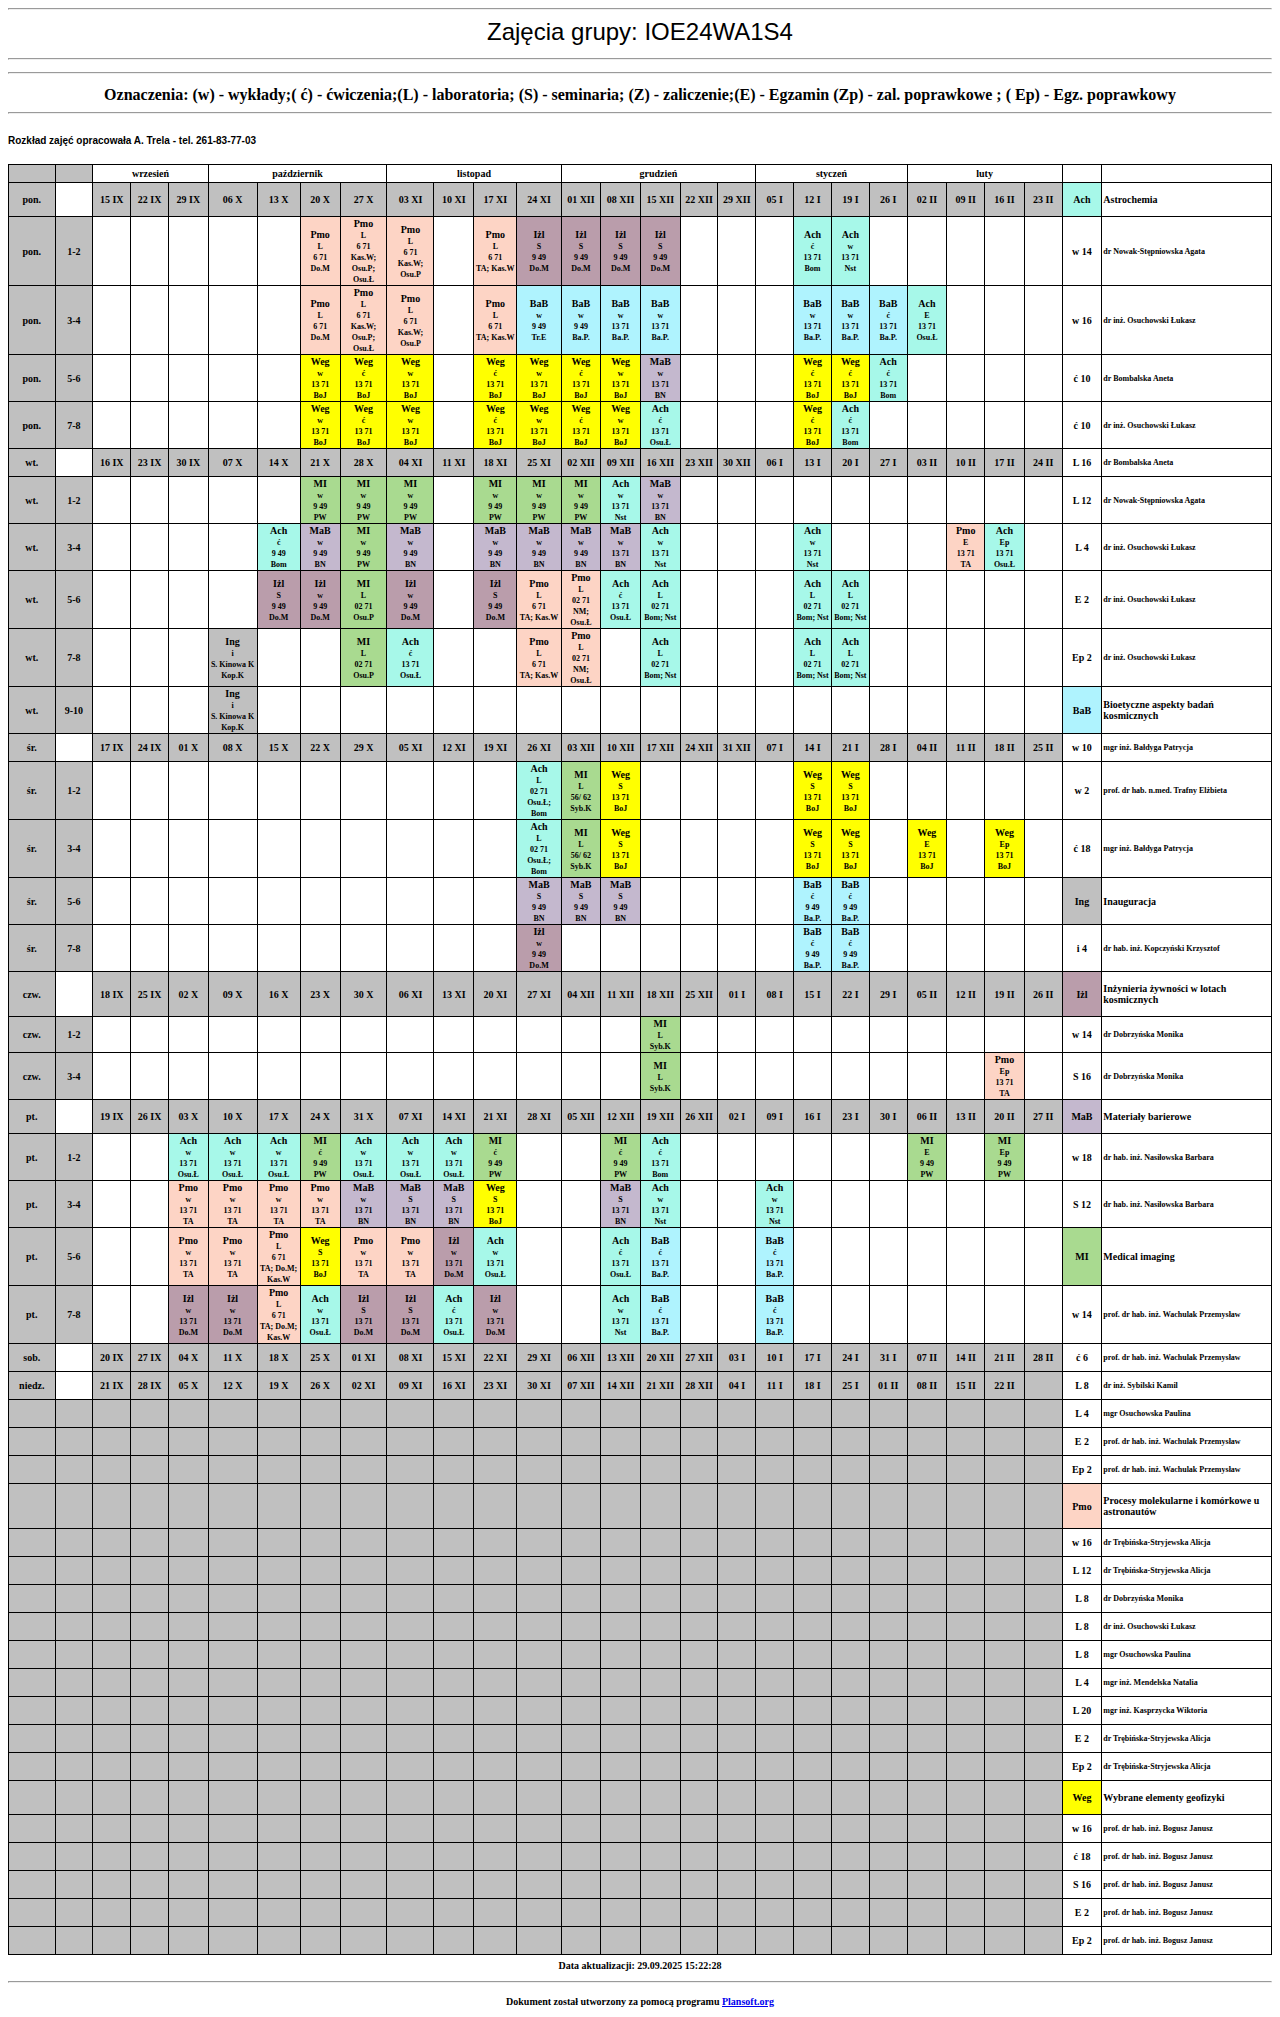 Zajęcia grupy: IOE24WA1S4
Oznaczenia: (w) - wykłady;( ć) - ćwiczenia;(L) - laboratoria; (S) - seminaria; (Z) - zaliczenie;(E) - Egzamin (Zp) - zal. poprawkowe ; ( Ep) - Egz. poprawkowy
Rozkład zajęć opracowała A. Trela - tel. 261-83-77-03
wrzesień październik listopad grudzień styczeń luty
pon. 15 IX 22 IX 29 IX 06 X 13 X 20 X 27 X 03 XI 10 XI 17 XI 24 XI 01 XII 08 XII 15 XII 22 XII 29 XII 05 I 12 I 19 I 26 I 02 II 09 II 16 II 23 II Ach Astrochemia
pon. 1-2 Pmo L 6 71 Do.M Pmo L 6 71 Kas.W; Osu.P; Osu.Ł Pmo L 6 71 Kas.W; Osu.P Pmo L 6 71 TA; Kas.W Iżl S 9 49 Do.M Iżl S 9 49 Do.M Iżl S 9 49 Do.M Iżl S 9 49 Do.M Ach ć 13 71 Bom Ach w 13 71 Nst w 14 dr Nowak-Stępniowska Agata
pon. 3-4 Pmo L 6 71 Do.M Pmo L 6 71 Kas.W; Osu.P; Osu.Ł Pmo L 6 71 Kas.W; Osu.P Pmo L 6 71 TA; Kas.W BaB w 9 49 Tr.E BaB w 9 49 Ba.P. BaB w 13 71 Ba.P. BaB w 13 71 Ba.P. BaB w 13 71 Ba.P. BaB w 13 71 Ba.P. BaB ć 13 71 Ba.P. Ach E 13 71 Osu.Ł w 16 dr inż. Osuchowski Łukasz
pon. 5-6 Weg w 13 71 BoJ Weg ć 13 71 BoJ Weg w 13 71 BoJ Weg ć 13 71 BoJ Weg w 13 71 BoJ Weg ć 13 71 BoJ Weg w 13 71 BoJ MaB w 13 71 BN Weg ć 13 71 BoJ Weg ć 13 71 BoJ Ach ć 13 71 Bom ć 10 dr Bombalska Aneta
pon. 7-8 Weg w 13 71 BoJ Weg ć 13 71 BoJ Weg w 13 71 BoJ Weg ć 13 71 BoJ Weg w 13 71 BoJ Weg ć 13 71 BoJ Weg w 13 71 BoJ Ach ć 13 71 Osu.Ł Weg ć 13 71 BoJ Ach ć 13 71 Bom ć 10 dr inż. Osuchowski Łukasz
wt. 16 IX 23 IX 30 IX 07 X 14 X 21 X 28 X 04 XI 11 XI 18 XI 25 XI 02 XII 09 XII 16 XII 23 XII 30 XII 06 I 13 I 20 I 27 I 03 II 10 II 17 II 24 II L 16 dr Bombalska Aneta
wt. 1-2 MI w 9 49 PW MI w 9 49 PW MI w 9 49 PW MI w 9 49 PW MI w 9 49 PW MI w 9 49 PW Ach w 13 71 Nst MaB w 13 71 BN L 12 dr Nowak-Stępniowska Agata
wt. 3-4 Ach ć 9 49 Bom MaB w 9 49 BN MI w 9 49 PW MaB w 9 49 BN MaB w 9 49 BN MaB w 9 49 BN MaB w 9 49 BN MaB w 13 71 BN Ach w 13 71 Nst Ach w 13 71 Nst Pmo E 13 71 TA Ach Ep 13 71 Osu.Ł L 4 dr inż. Osuchowski Łukasz
wt. 5-6 Iżl S 9 49 Do.M Iżl w 9 49 Do.M MI L 02 71 Osu.P Iżl w 9 49 Do.M Iżl S 9 49 Do.M Pmo L 6 71 TA; Kas.W Pmo L 02 71 NM; Osu.Ł Ach ć 13 71 Osu.Ł Ach L 02 71 Bom; Nst Ach L 02 71 Bom; Nst Ach L 02 71 Bom; Nst E 2 dr inż. Osuchowski Łukasz
wt. 7-8 Ing i S. Kinowa K Kop.K MI L 02 71 Osu.P Ach ć 13 71 Osu.Ł Pmo L 6 71 TA; Kas.W Pmo L 02 71 NM; Osu.Ł Ach L 02 71 Bom; Nst Ach L 02 71 Bom; Nst Ach L 02 71 Bom; Nst Ep 2 dr inż. Osuchowski Łukasz
wt. 9-10 Ing i S. Kinowa K Kop.K BaB Bioetyczne aspekty badań kosmicznych
śr. 17 IX 24 IX 01 X 08 X 15 X 22 X 29 X 05 XI 12 XI 19 XI 26 XI 03 XII 10 XII 17 XII 24 XII 31 XII 07 I 14 I 21 I 28 I 04 II 11 II 18 II 25 II w 10 mgr inż. Bałdyga Patrycja
śr. 1-2 Ach L 02 71 Osu.Ł; Bom MI L 56/ 62 Syb.K Weg S 13 71 BoJ Weg S 13 71 BoJ Weg S 13 71 BoJ w 2 prof. dr hab. n.med. Trafny Elżbieta
śr. 3-4 Ach L 02 71 Osu.Ł; Bom MI L 56/ 62 Syb.K Weg S 13 71 BoJ Weg S 13 71 BoJ Weg S 13 71 BoJ Weg E 13 71 BoJ Weg Ep 13 71 BoJ ć 18 mgr inż. Bałdyga Patrycja
śr. 5-6 MaB S 9 49 BN MaB S 9 49 BN MaB S 9 49 BN BaB ć 9 49 Ba.P. BaB ć 9 49 Ba.P. Ing Inauguracja
śr. 7-8 Iżl w 9 49 Do.M BaB ć 9 49 Ba.P. BaB ć 9 49 Ba.P. i 4 dr hab. inż. Kopczyński Krzysztof
czw. 18 IX 25 IX 02 X 09 X 16 X 23 X 30 X 06 XI 13 XI 20 XI 27 XI 04 XII 11 XII 18 XII 25 XII 01 I 08 I 15 I 22 I 29 I 05 II 12 II 19 II 26 II Iżl Inżynieria żywności w lotach kosmicznych
czw. 1-2 MI L Syb.K w 14 dr Dobrzyńska Monika
czw. 3-4 MI L Syb.K Pmo Ep 13 71 TA S 16 dr Dobrzyńska Monika
pt. 19 IX 26 IX 03 X 10 X 17 X 24 X 31 X 07 XI 14 XI 21 XI 28 XI 05 XII 12 XII 19 XII 26 XII 02 I 09 I 16 I 23 I 30 I 06 II 13 II 20 II 27 II MaB Materiały barierowe
pt. 1-2 Ach w 13 71 Osu.Ł Ach w 13 71 Osu.Ł Ach w 13 71 Osu.Ł MI ć 9 49 PW Ach w 13 71 Osu.Ł Ach w 13 71 Osu.Ł Ach w 13 71 Osu.Ł MI ć 9 49 PW MI ć 9 49 PW Ach ć 13 71 Bom MI E 9 49 PW MI Ep 9 49 PW w 18 dr hab. inż. Nasiłowska Barbara
pt. 3-4 Pmo w 13 71 TA Pmo w 13 71 TA Pmo w 13 71 TA Pmo w 13 71 TA MaB w 13 71 BN MaB S 13 71 BN MaB S 13 71 BN Weg S 13 71 BoJ MaB S 13 71 BN Ach w 13 71 Nst Ach w 13 71 Nst S 12 dr hab. inż. Nasiłowska Barbara
pt. 5-6 Pmo w 13 71 TA Pmo w 13 71 TA Pmo L 6 71 TA; Do.M; Kas.W Weg S 13 71 BoJ Pmo w 13 71 TA Pmo w 13 71 TA Iżl w 13 71 Do.M Ach w 13 71 Osu.Ł Ach ć 13 71 Osu.Ł BaB ć 13 71 Ba.P. BaB ć 13 71 Ba.P. MI Medical imaging
pt. 7-8 Iżl w 13 71 Do.M Iżl w 13 71 Do.M Pmo L 6 71 TA; Do.M; Kas.W Ach w 13 71 Osu.Ł Iżl S 13 71 Do.M Iżl S 13 71 Do.M Ach ć 13 71 Osu.Ł Iżl w 13 71 Do.M Ach w 13 71 Nst BaB ć 13 71 Ba.P. BaB ć 13 71 Ba.P. w 14 prof. dr hab. inż. Wachulak Przemysław
sob. 20 IX 27 IX 04 X 11 X 18 X 25 X 01 XI 08 XI 15 XI 22 XI 29 XI 06 XII 13 XII 20 XII 27 XII 03 I 10 I 17 I 24 I 31 I 07 II 14 II 21 II 28 II ć 6 prof. dr hab. inż. Wachulak Przemysław
niedz. 21 IX 28 IX 05 X 12 X 19 X 26 X 02 XI 09 XI 16 XI 23 XI 30 XI 07 XII 14 XII 21 XII 28 XII 04 I 11 I 18 I 25 I 01 II 08 II 15 II 22 II L 8 dr inż. Sybilski Kamil
L 4 mgr Osuchowska Paulina
E 2 prof. dr hab. inż. Wachulak Przemysław
Ep 2 prof. dr hab. inż. Wachulak Przemysław
Pmo Procesy molekularne i komórkowe u astronautów
w 16 dr Trębińska-Stryjewska Alicja
L 12 dr Trębińska-Stryjewska Alicja
L 8 dr Dobrzyńska Monika
L 8 dr inż. Osuchowski Łukasz
L 8 mgr Osuchowska Paulina
L 4 mgr inż. Mendelska Natalia
L 20 mgr inż. Kasprzycka Wiktoria
E 2 dr Trębińska-Stryjewska Alicja
Ep 2 dr Trębińska-Stryjewska Alicja
Weg Wybrane elementy geofizyki
w 16 prof. dr hab. inż. Bogusz Janusz
ć 18 prof. dr hab. inż. Bogusz Janusz
S 16 prof. dr hab. inż. Bogusz Janusz
E 2 prof. dr hab. inż. Bogusz Janusz
Ep 2 prof. dr hab. inż. Bogusz Janusz
Data aktualizacji: 29.09.2025 15:22:28
Dokument został utworzony za pomocą programu Plansoft.org